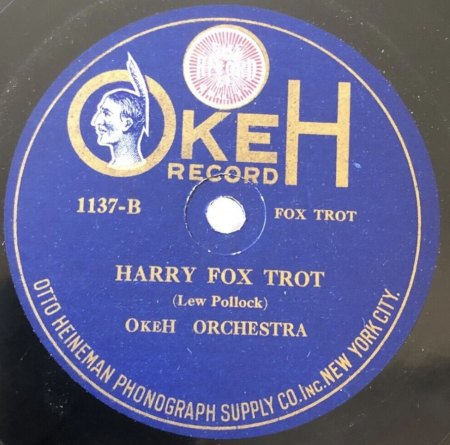 OKEH
RECORD
1137-B
FOX TROT
HARRY FOX TROT
(Lew Pollock)
OKEH ORCHESTRA
OTTO HEINEMAN PHONOGRAPH SUPPLY CO. INC. NEW YORK CITY.